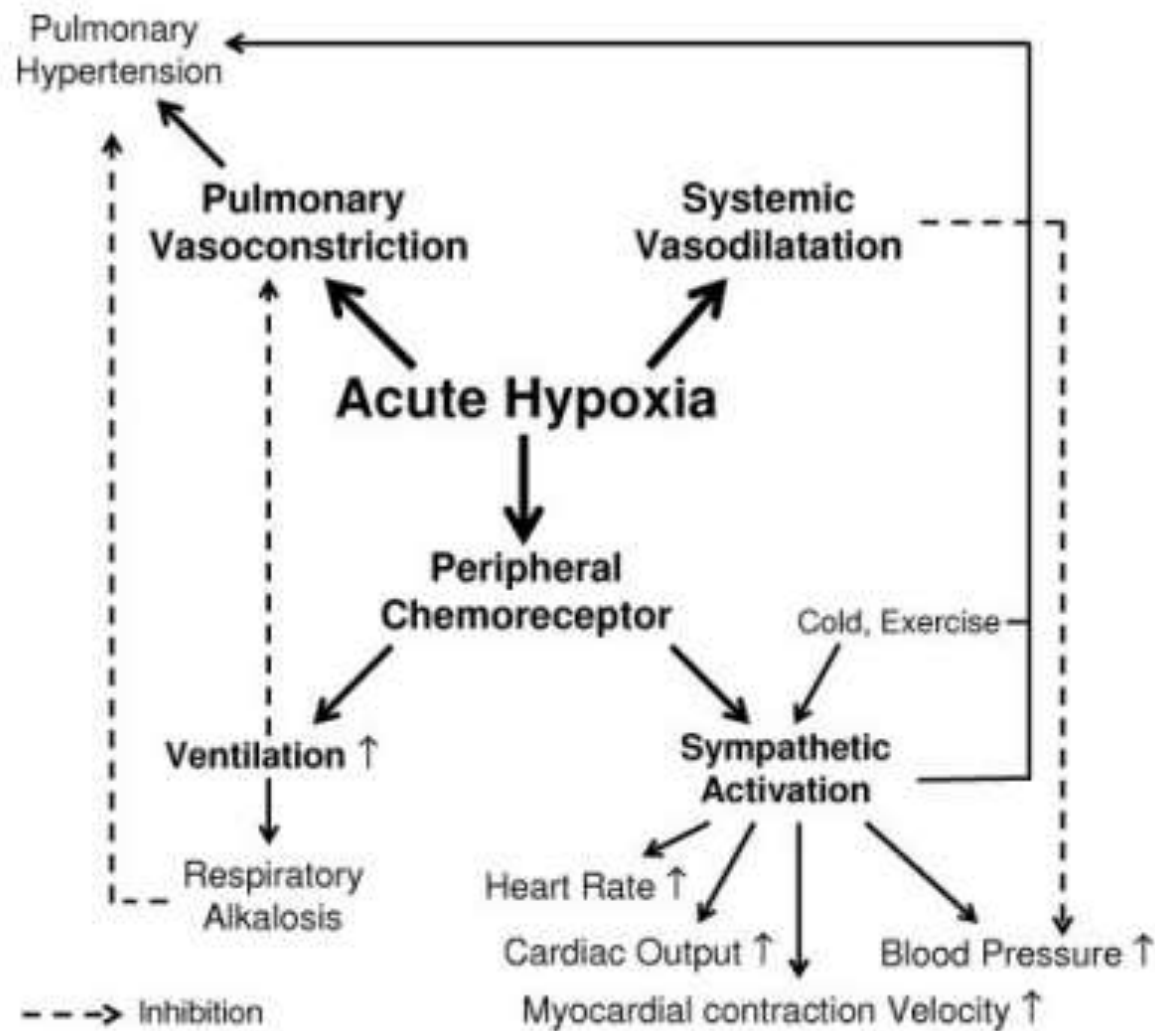 Pulmonary
Hypertension
Pulmonary
Vasoconstriction
Systemic
Vasodilatation
Acute Hypoxia
Peripheral
Chemoreceptor
Cold, Exercise
Ventilation ↑
Sympathetic
Activation
Respiratory
Alkalosis
Heart Rate ↑
Cardiac Output ↑
Blood Pressure ↑
Myocardial contraction Velocity ↑
Inhibition